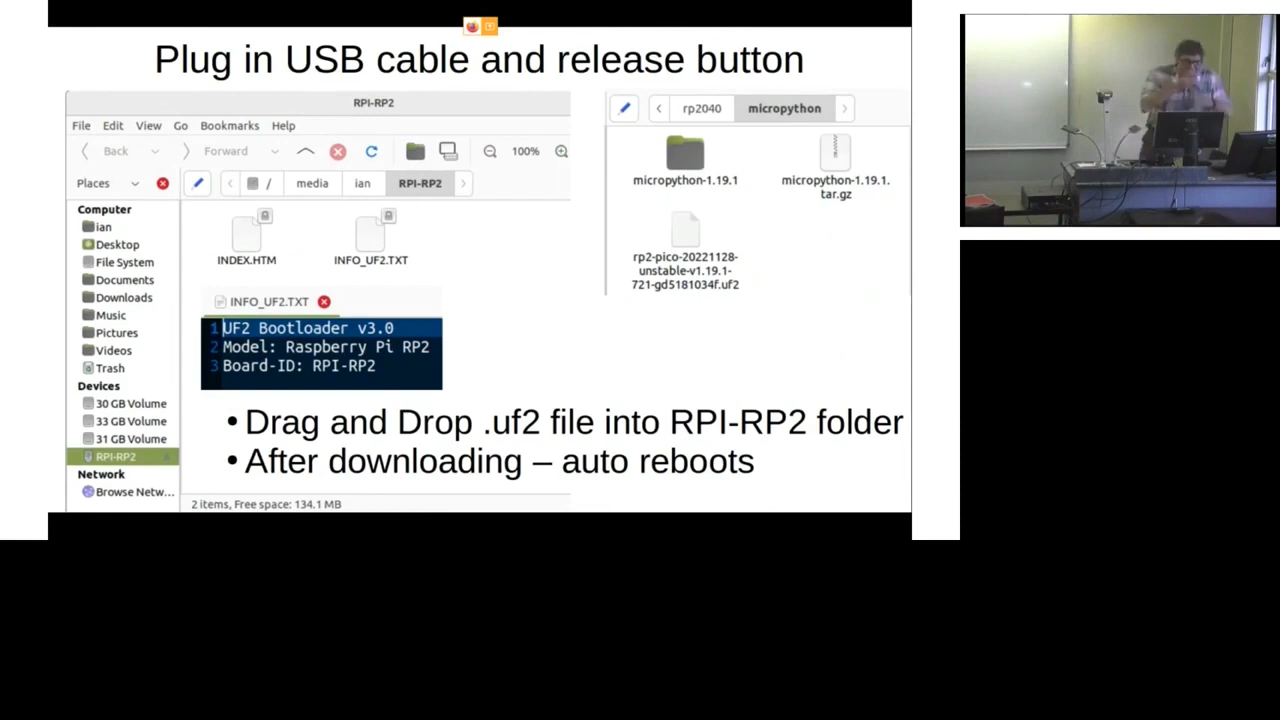 Plug in USB cable and release button
RPI-RP2
File Edit View Go Bookmarks Help
Back Forward 100%
Places / media ian RPI-RP2
Computer
ian
Desktop
File System
Documents
Downloads
Music
Pictures
Videos
Trash
Devices
30 GB Volume
33 GB Volume
31 GB Volume
RPI-RP2
Network
Browse Netw...
INDEX.HTM
INFO_UF2.TXT
INFO_UF2.TXT
1 UF2 Bootloader v3.0
2 Model: Raspberry Pi RP2
3 Board-ID: RPI-RP2
2 items, Free space: 134.1 MB
rp2040 micropython
micropython-1.19.1
micropython-1.19.1.
tar.gz
rp2-pico-20221128-
unstable-v1.19.1-
721-gd5181034f.uf2
• Drag and Drop .uf2 file into RPI-RP2 folder
• After downloading – auto reboots